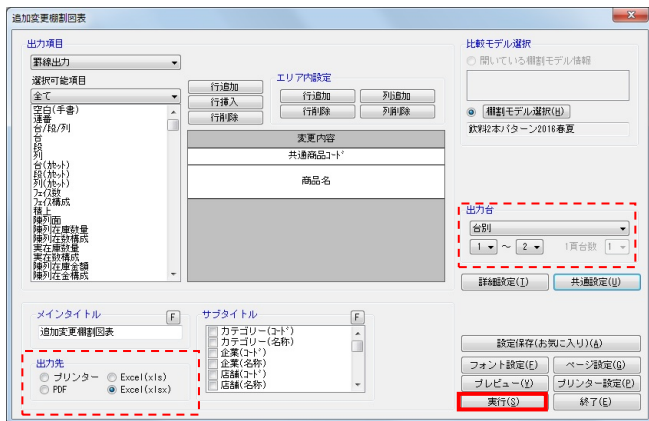 追加変更棚割図表
出力項目
罫線出力
選択可能項目
全て
空白(手書)
連番
台/段/列
台
段
列
台(ｶｾｯﾄ)
段(ｶｾｯﾄ)
列(ｶｾｯﾄ)
ﾌｪｲｽ数
ﾌｪｲｽ構成
積上
陳列面
陳列在庫数量
陳列在数構成
実在庫数量
実在数構成
陳列在庫金額
陳列在金構成
行追加
行挿入
行削除
エリア内設定
行追加
列追加
行削除
列削除
変更内容
共通商品ｺｰﾄﾞ
商品名
比較モデル選択
開いている棚割モデル情報
棚割モデル選択(H)
飲料2本パターン2016春夏
出力台
台別
1 ～ 2
1頁台数 1
詳細設定(I)
共通設定(U)
メインタイトル
F
追加変更棚割図表
サブタイトル
F
カテゴリー(ｺｰﾄﾞ)
カテゴリー(名称)
企業(ｺｰﾄﾞ)
企業(名称)
店舗(ｺｰﾄﾞ)
店舗(名称)
出力先
プリンター
Excel(xls)
PDF
Excel(xlsx)
設定保存(お気に入り)(A)
フォント設定(F)
ページ設定(G)
プレビュー(V)
プリンター設定(P)
実行(S)
終了(E)